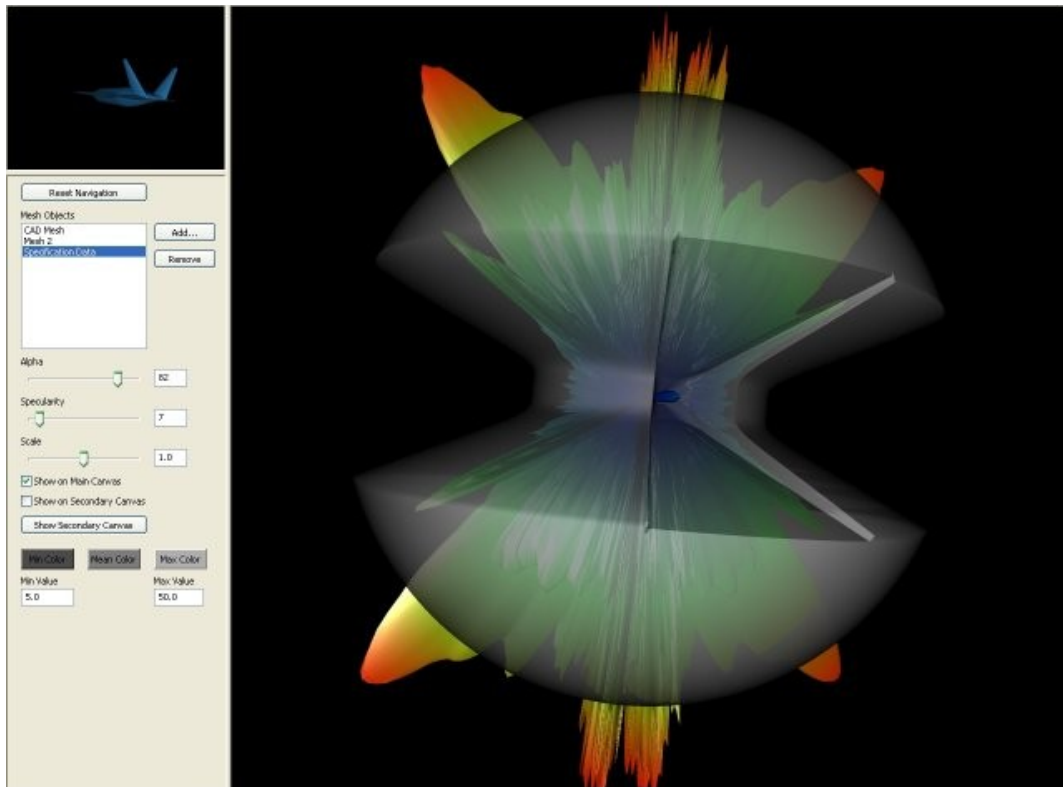 Reset Navigation
Mesh Objects
CAD Mesh
Mesh 2
Specification Data
Add...
Remove
Alpha
82
Specularity
7
Scale
1.0
Show on Main Canvas
Show on Secondary Canvas
Show Secondary Canvas
Min Color Mean Color Max Color
Min Value Max Value
5.0 50.0